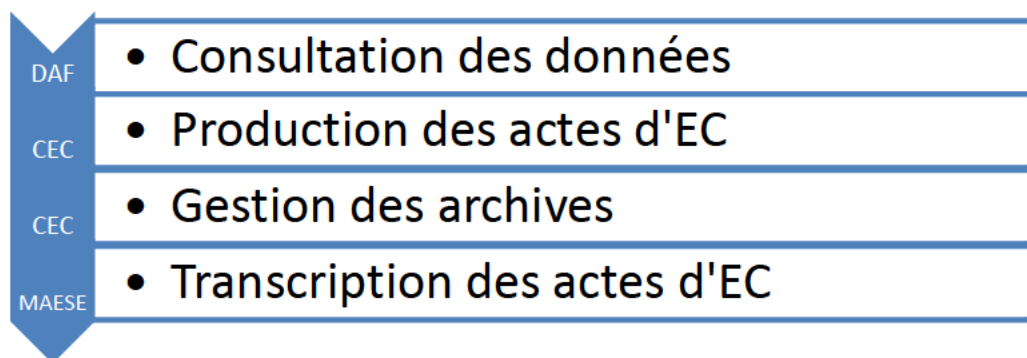 DAF
• Consultation des données
CEC
• Production des actes d'EC
CEC
• Gestion des archives
MAESE
• Transcription des actes d'EC